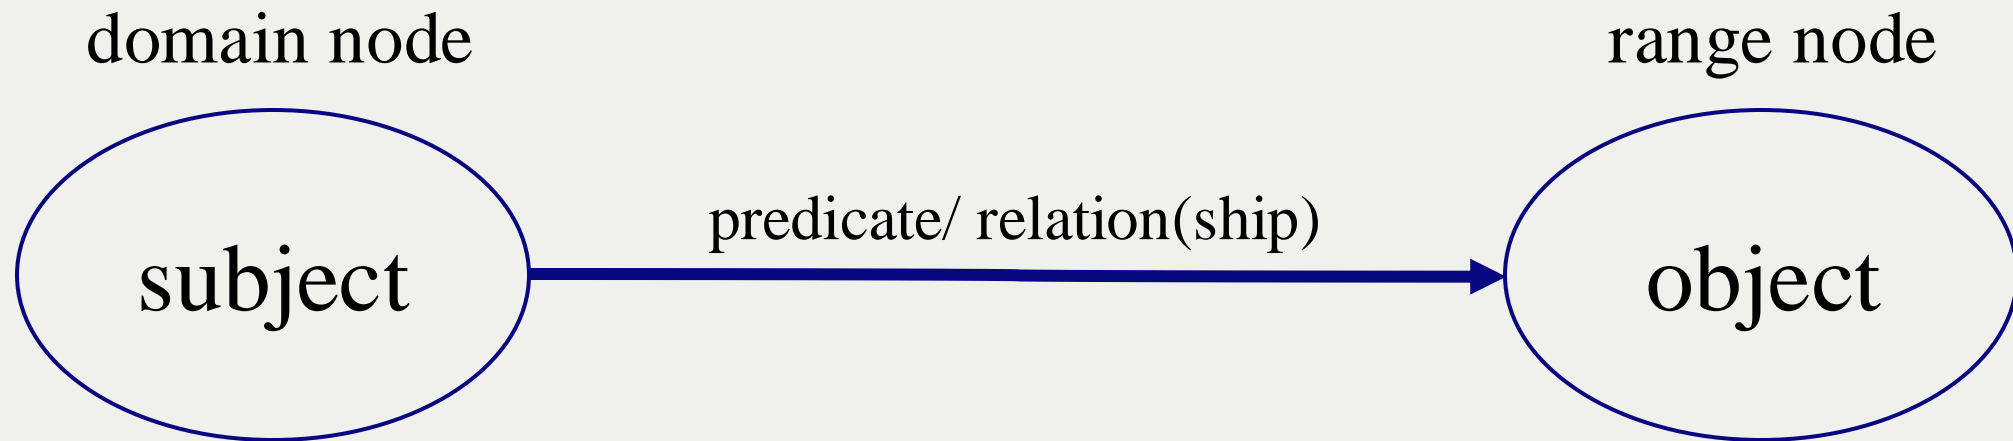 domain node
range node
predicate/ relation(ship)
subject
object